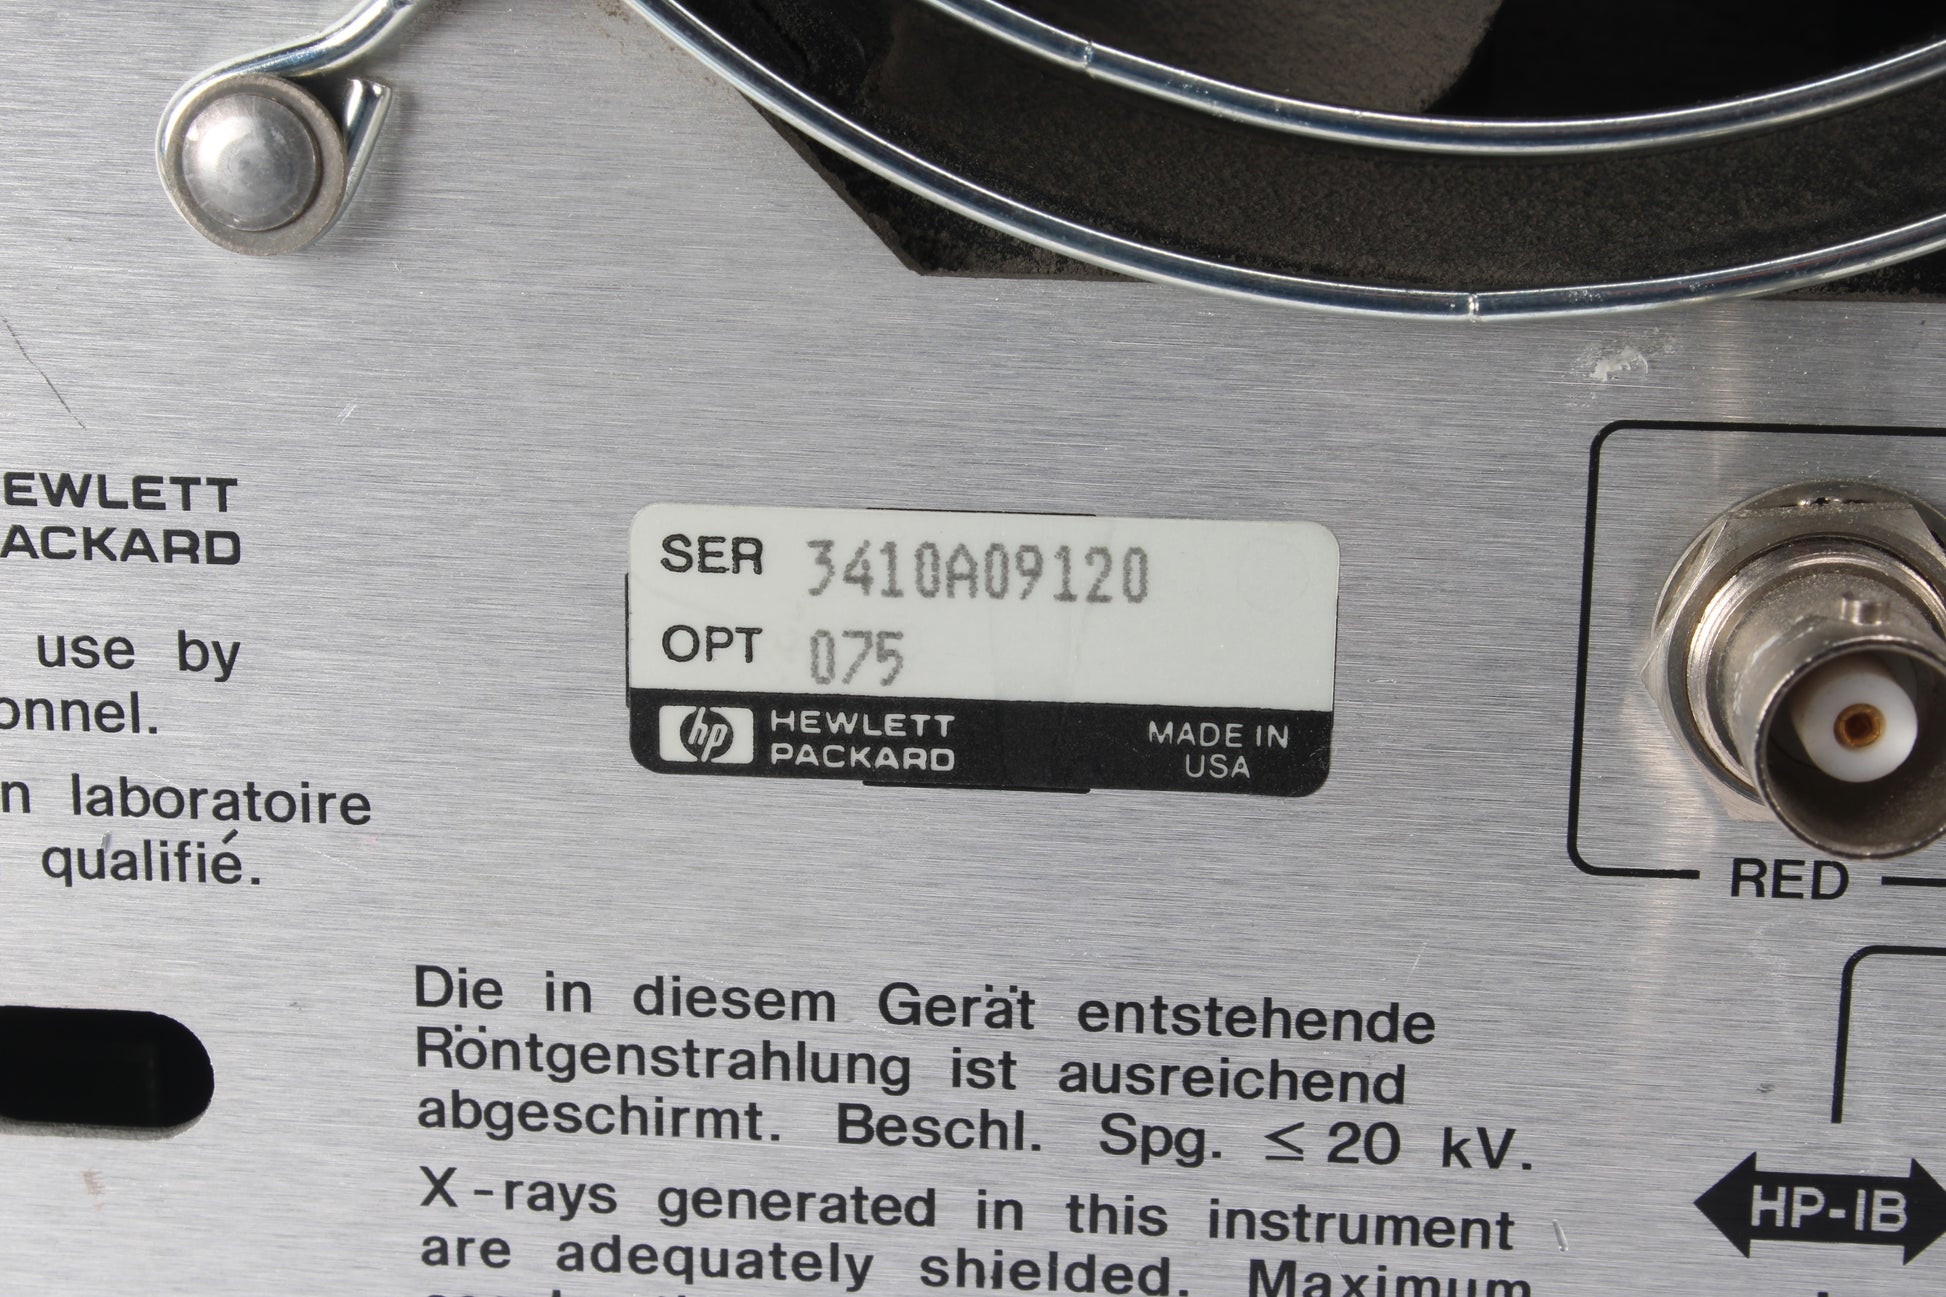 EWLETT
ACKARD
use by
onnel.
n laboratoire
qualifié.
SER 3410A09120
OPT 075
hp HEWLETT
PACKARD
MADE IN
USA
RED
Die in diesem Gerät entstehende
Röntgenstrahlung ist ausreichend
abgeschirmt. Beschl. Spg. ≤ 20 kV.
X-rays generated in this instrument
are adequately shielded. Maximum
HP-IB